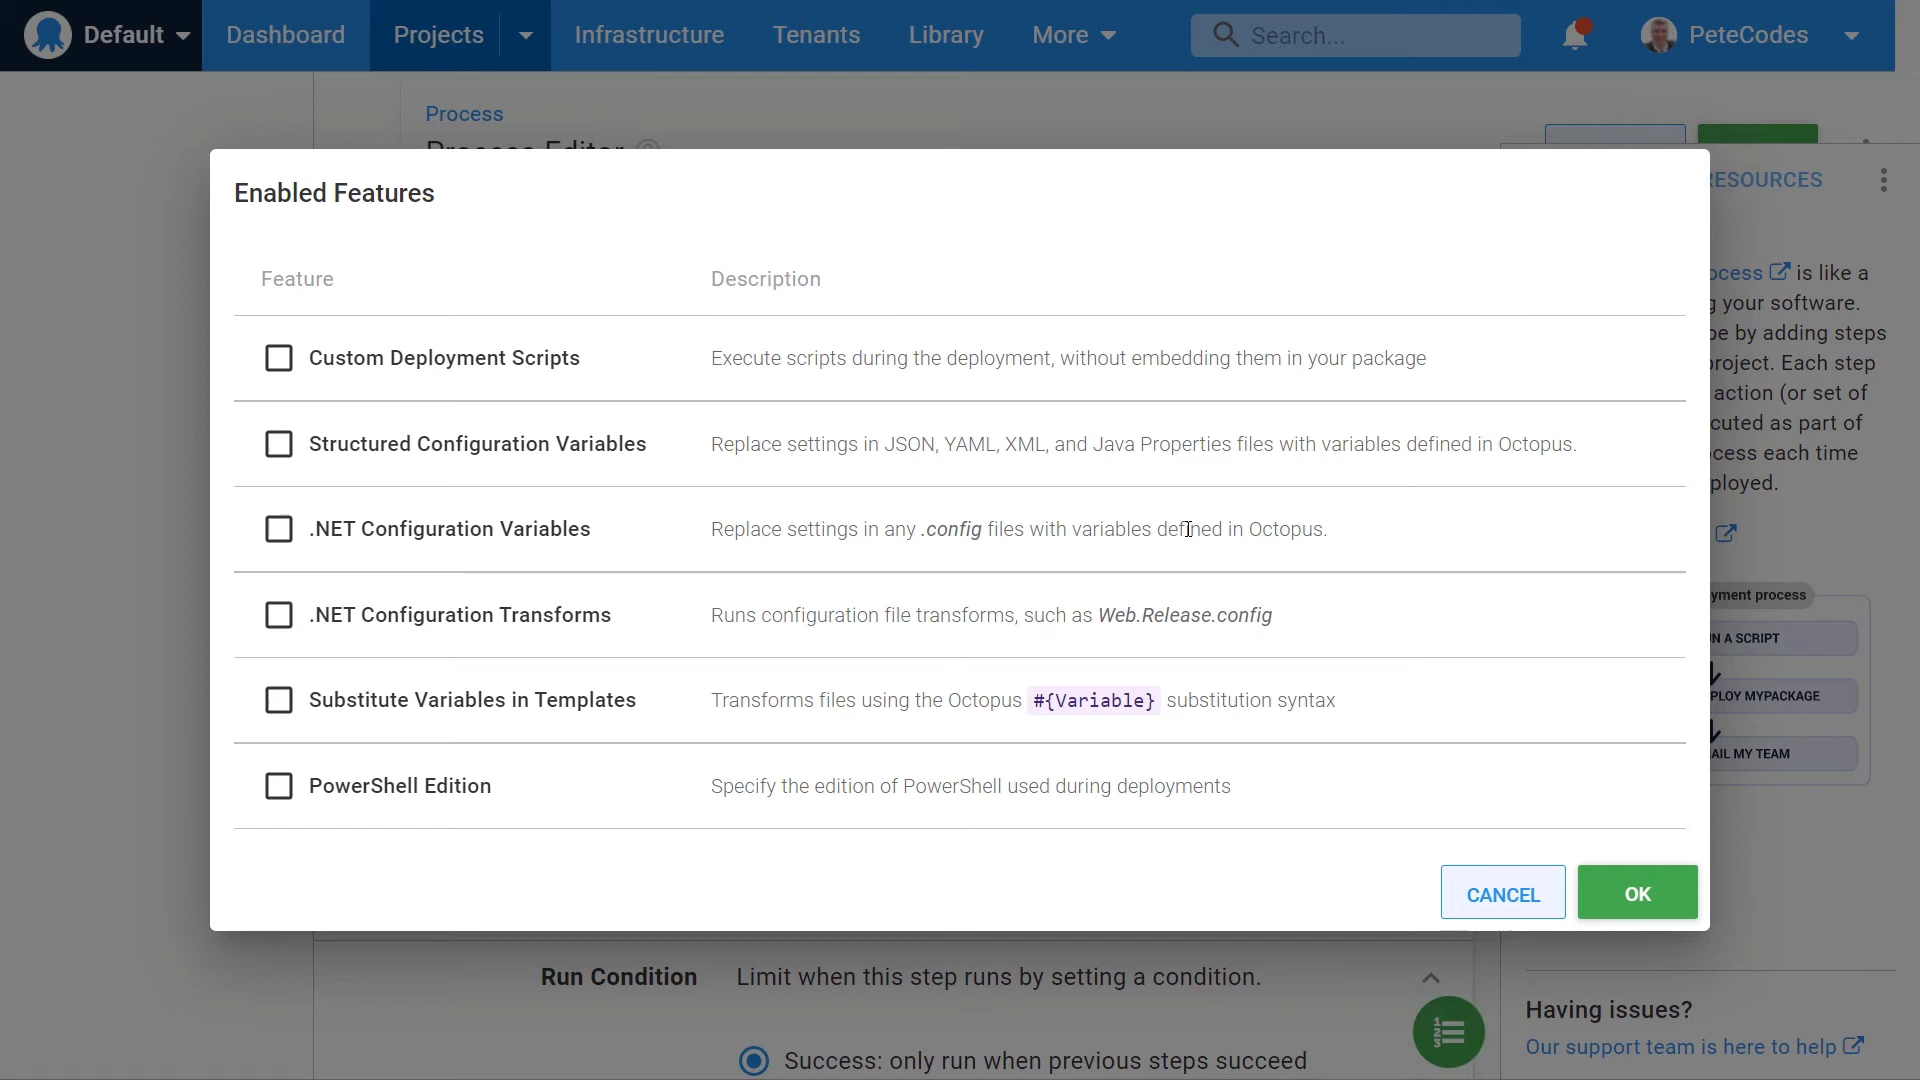 Default
Dashboard
Projects
Infrastructure
Tenants
Library
More
Search...
PeteCodes
Process
Process Editor
RESOURCES
Enabled Features
Feature
Description
Custom Deployment Scripts
Execute scripts during the deployment, without embedding them in your package
Structured Configuration Variables
Replace settings in JSON, YAML, XML, and Java Properties files with variables defined in Octopus.
.NET Configuration Variables
Replace settings in any .config files with variables defined in Octopus.
.NET Configuration Transforms
Runs configuration file transforms, such as Web.Release.config
Substitute Variables in Templates
Transforms files using the Octopus #{Variable} substitution syntax
PowerShell Edition
Specify the edition of PowerShell used during deployments
CANCEL
OK
ocess is like a
your software.
be by adding steps
project. Each step
action (or set of
cuted as part of
cess each time
ployed.
yment process
N A SCRIPT
PLOY MYPACKAGE
AIL MY TEAM
Run Condition
Limit when this step runs by setting a condition.
Success: only run when previous steps succeed
1
2
3
Having issues?
Our support team is here to help